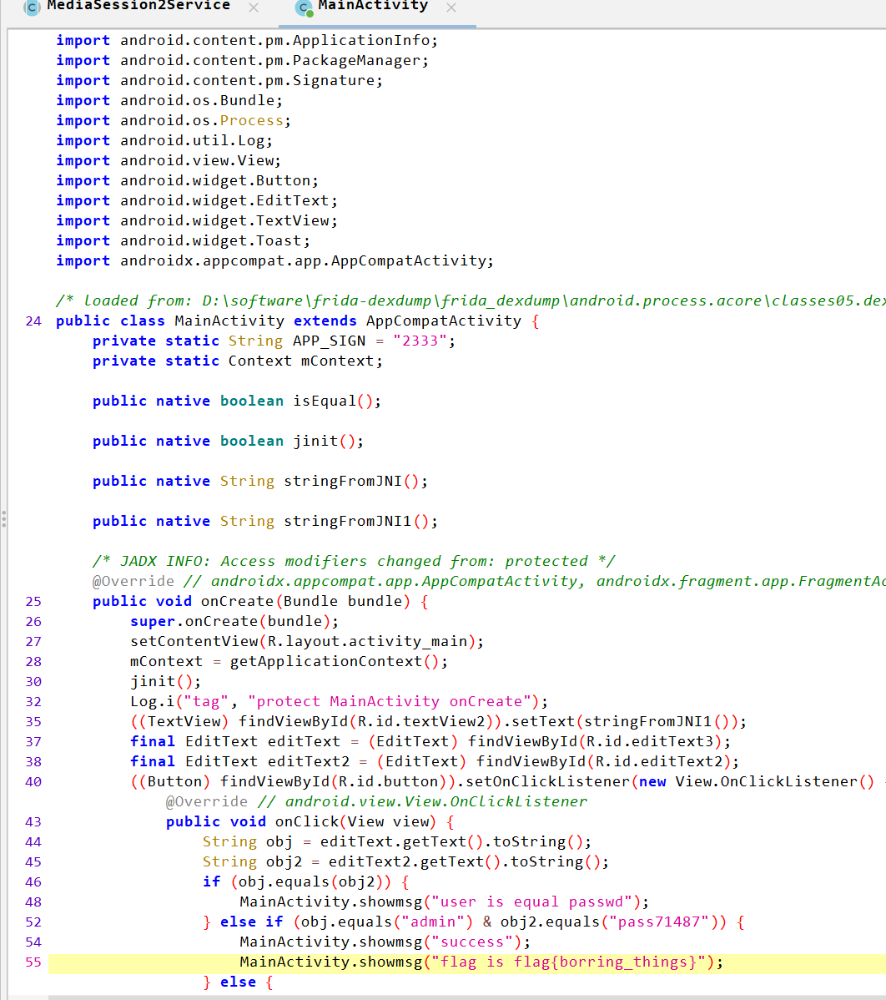 MediaSession2Service × MainActivity ×
import android.content.pm.ApplicationInfo;
import android.content.pm.PackageManager;
import android.content.pm.Signature;
import android.os.Bundle;
import android.os.Process;
import android.util.Log;
import android.view.View;
import android.widget.Button;
import android.widget.EditText;
import android.widget.TextView;
import android.widget.Toast;
import androidx.appcompat.app.AppCompatActivity;
/* loaded from: D:\software\frida-dexdump\frida_dexdump\android.process.acore\classes05.dex
24 public class MainActivity extends AppCompatActivity {
private static String APP_SIGN = "2333";
private static Context mContext;
public native boolean isEqual();
public native boolean jinit();
public native String stringFromJNI();
public native String stringFromJNI1();
/* JADX INFO: Access modifiers changed from: protected */
@Override // androidx.appcompat.app.AppCompatActivity, androidx.fragment.app.FragmentAc
25 public void onCreate(Bundle bundle) {
26 super.onCreate(bundle);
27 setContentView(R.layout.activity_main);
28 mContext = getApplicationContext();
30 jinit();
32 Log.i("tag", "protect MainActivity onCreate");
35 ((TextView) findViewById(R.id.textView2)).setText(stringFromJNI1());
37 final EditText editText = (EditText) findViewById(R.id.editText3);
38 final EditText editText2 = (EditText) findViewById(R.id.editText2);
40 ((Button) findViewById(R.id.button)).setOnClickListener(new View.OnClickListener()
@Override // android.view.View.OnClickListener
43 public void onClick(View view) {
44 String obj = editText.getText().toString();
45 String obj2 = editText2.getText().toString();
46 if (obj.equals(obj2)) {
48 MainActivity.showmsg("user is equal passwd");
52 } else if (obj.equals("admin") & obj2.equals("pass71487")) {
54 MainActivity.showmsg("success");
55 MainActivity.showmsg("flag is flag{borring_things}");
} else {